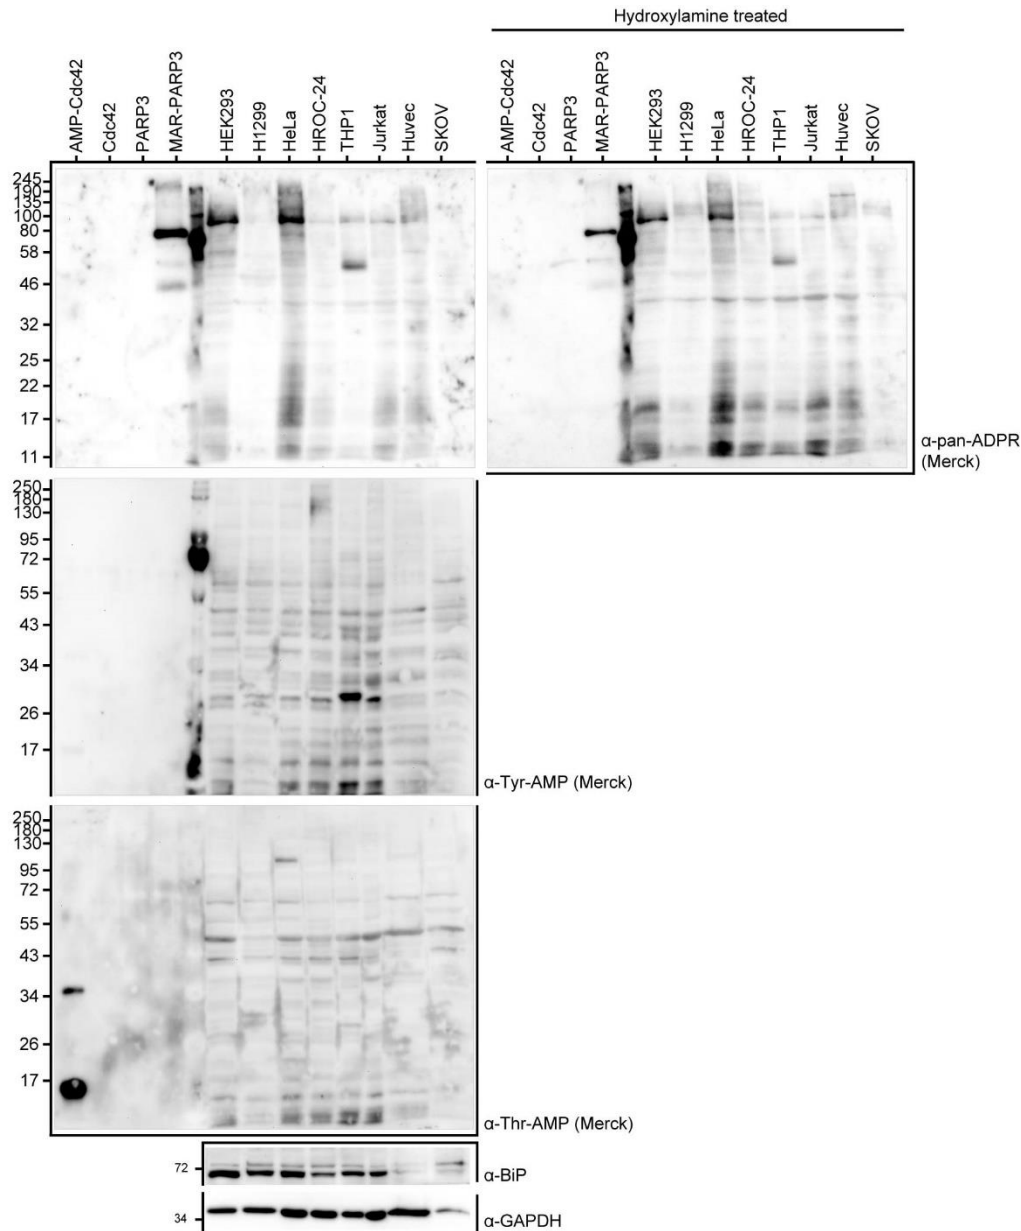 Hydroxylamine treated
AMP-Cdc42
Cdc42
PARP3
MAR-PARP3
HEK293
H1299
HeLa
HROC-24
THP1
Jurkat
Huvec
SKOV
AMP-Cdc42
Cdc42
PARP3
MAR-PARP3
HEK293
H1299
HeLa
HROC-24
THP1
Jurkat
Huvec
SKOV
245
190
135
100
80
58
46
32
25
22
17
11
α-pan-ADPR
(Merck)
250
180
130
95
72
55
43
34
26
17
α-Tyr-AMP (Merck)
250
180
130
95
72
55
43
34
26
17
α-Thr-AMP (Merck)
72
α-BiP
34
α-GAPDH